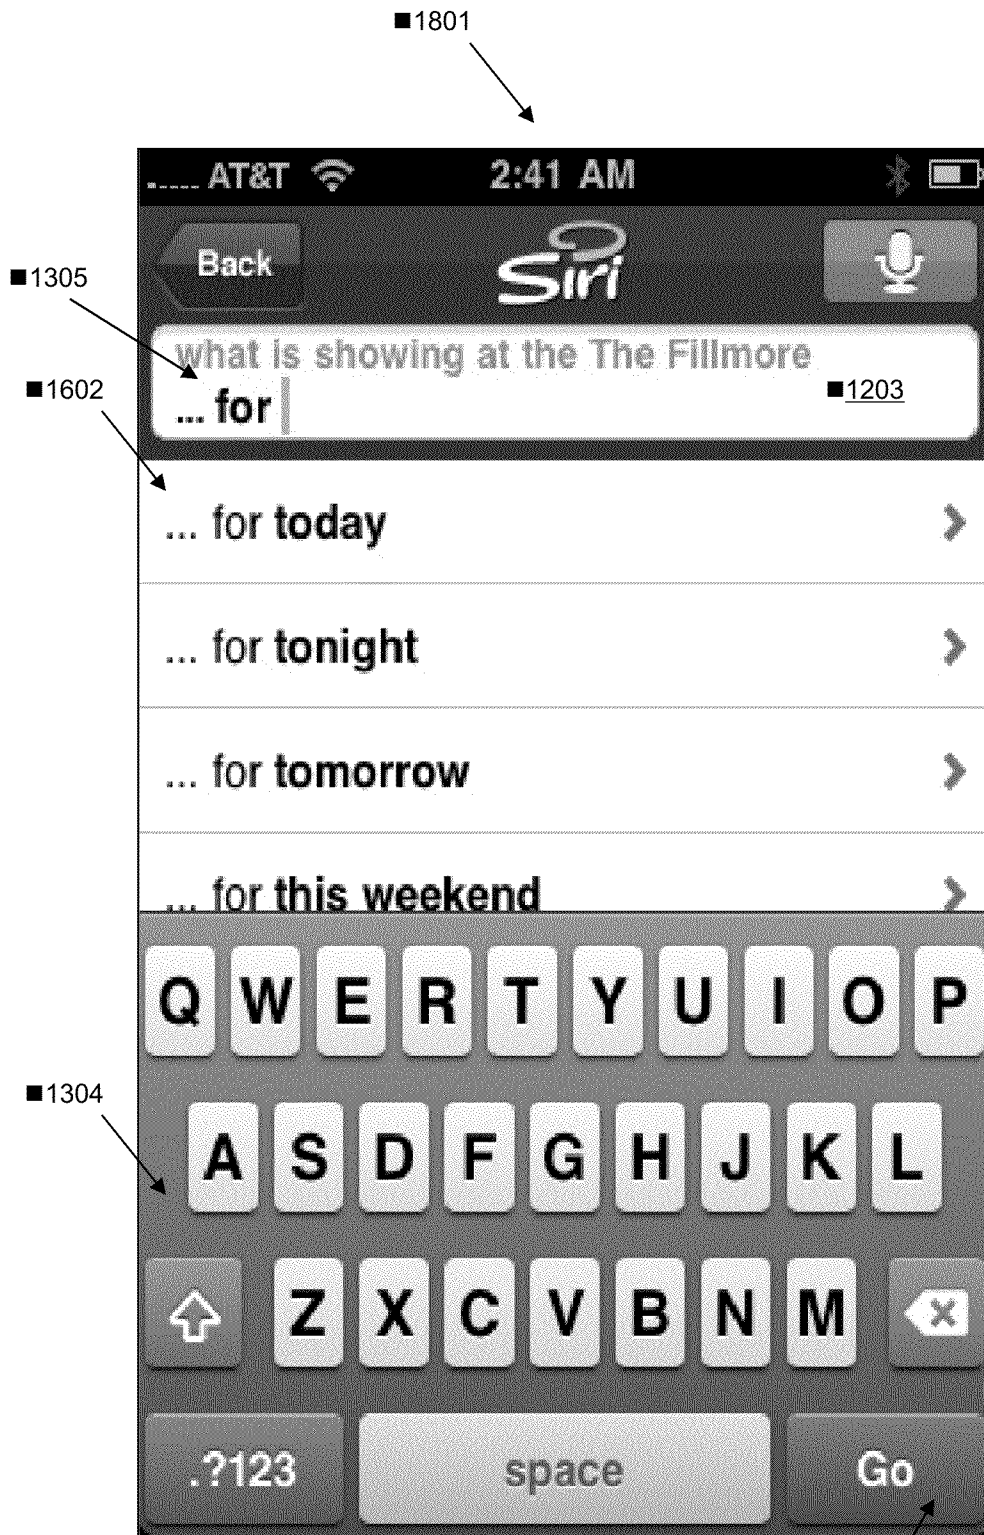 ■1801
..... AT&T 2:41 AM
Back Siri
■1305
what is showing at the The Fillmore
■1602
... for ■1203
... for today
... for tonight
... for tomorrow
... for this weekend
Q W E R T Y U I O P
■1304
A S D F G H J K L
Z X C V B N M
.?123 space Go